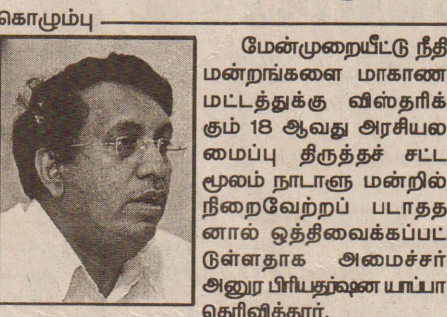 கொழும்பு
மேன்முறையீட்டு நீதி
மன்றங்களை மாகாண
மட்டத்துக்கு விஸ்தரிக்
கும் 18 ஆவது அரசியல
மைப்பு திருத்தச் சட்ட
மூலம் நாடாளு மன்றில்
நிறைவேற்றப் படாதத
னால் ஒத்திவைக்கப்பட்
டுள்ளதாக அமைச்சர்
அனுர பிரியதர்ஷன யாப்பா
தெரிவித்தார்.